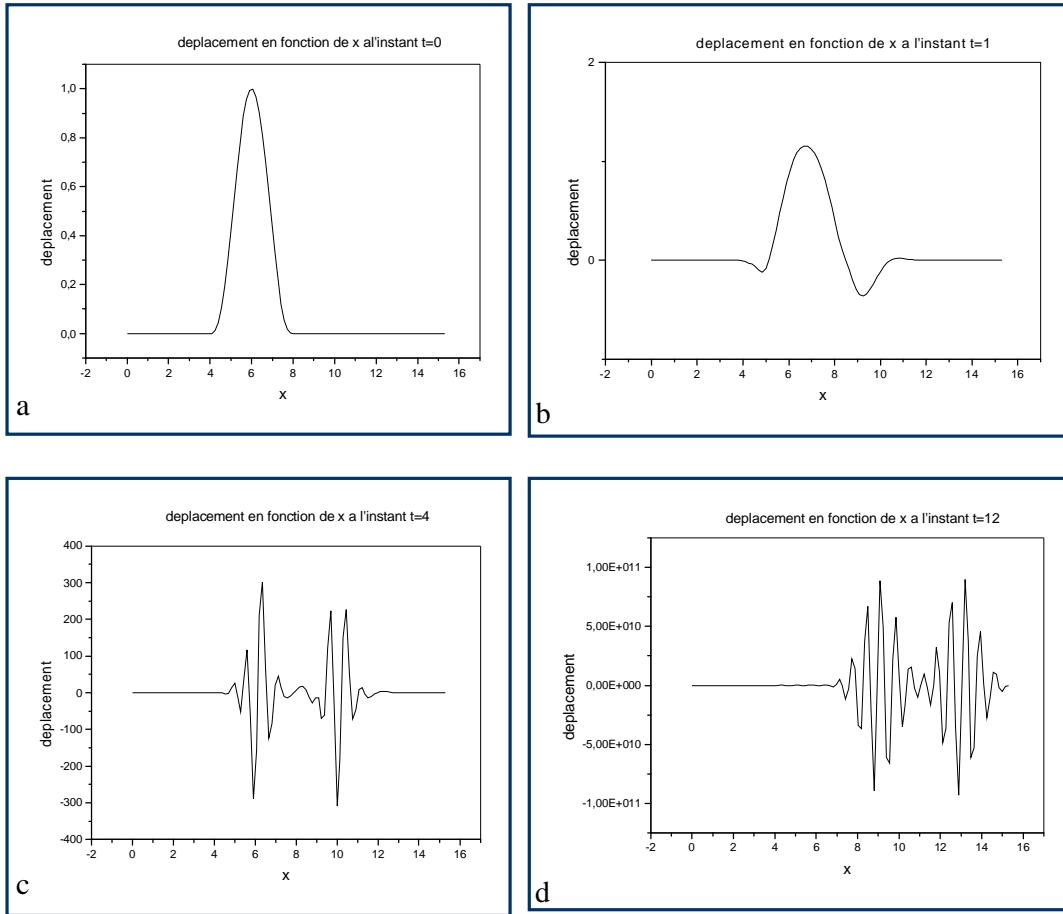 deplacement en fonction de x al'instant t=0
1,0
0,8
0,6
0,4
0,2
0,0
deplacement
-2 0 2 4 6 8 10 12 14 16
x
a
deplacement en fonction de x a l'instant t=1
2
1
0
deplacement
-2 0 2 4 6 8 10 12 14 16
x
b
deplacement en fonction de x a l'instant t=4
400
300
200
100
0
-100
-200
-300
-400
deplacement
-2 0 2 4 6 8 10 12 14 16
x
c
deplacement en fonction de x a l'instant t=12
1,00E+011
5,00E+010
0,00E+000
-5,00E+010
-1,00E+011
deplacement
-2 0 2 4 6 8 10 12 14 16
x
d